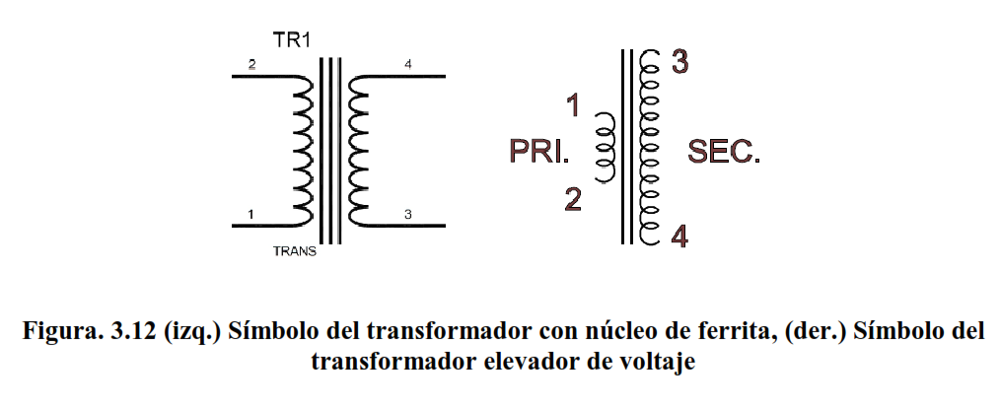 TR1
2
4
1
3
TRANS
3
1
PRI.
SEC.
2
4
Figura. 3.12 (izq.) Símbolo del transformador con núcleo de ferrita, (der.) Símbolo del
transformador elevador de voltaje